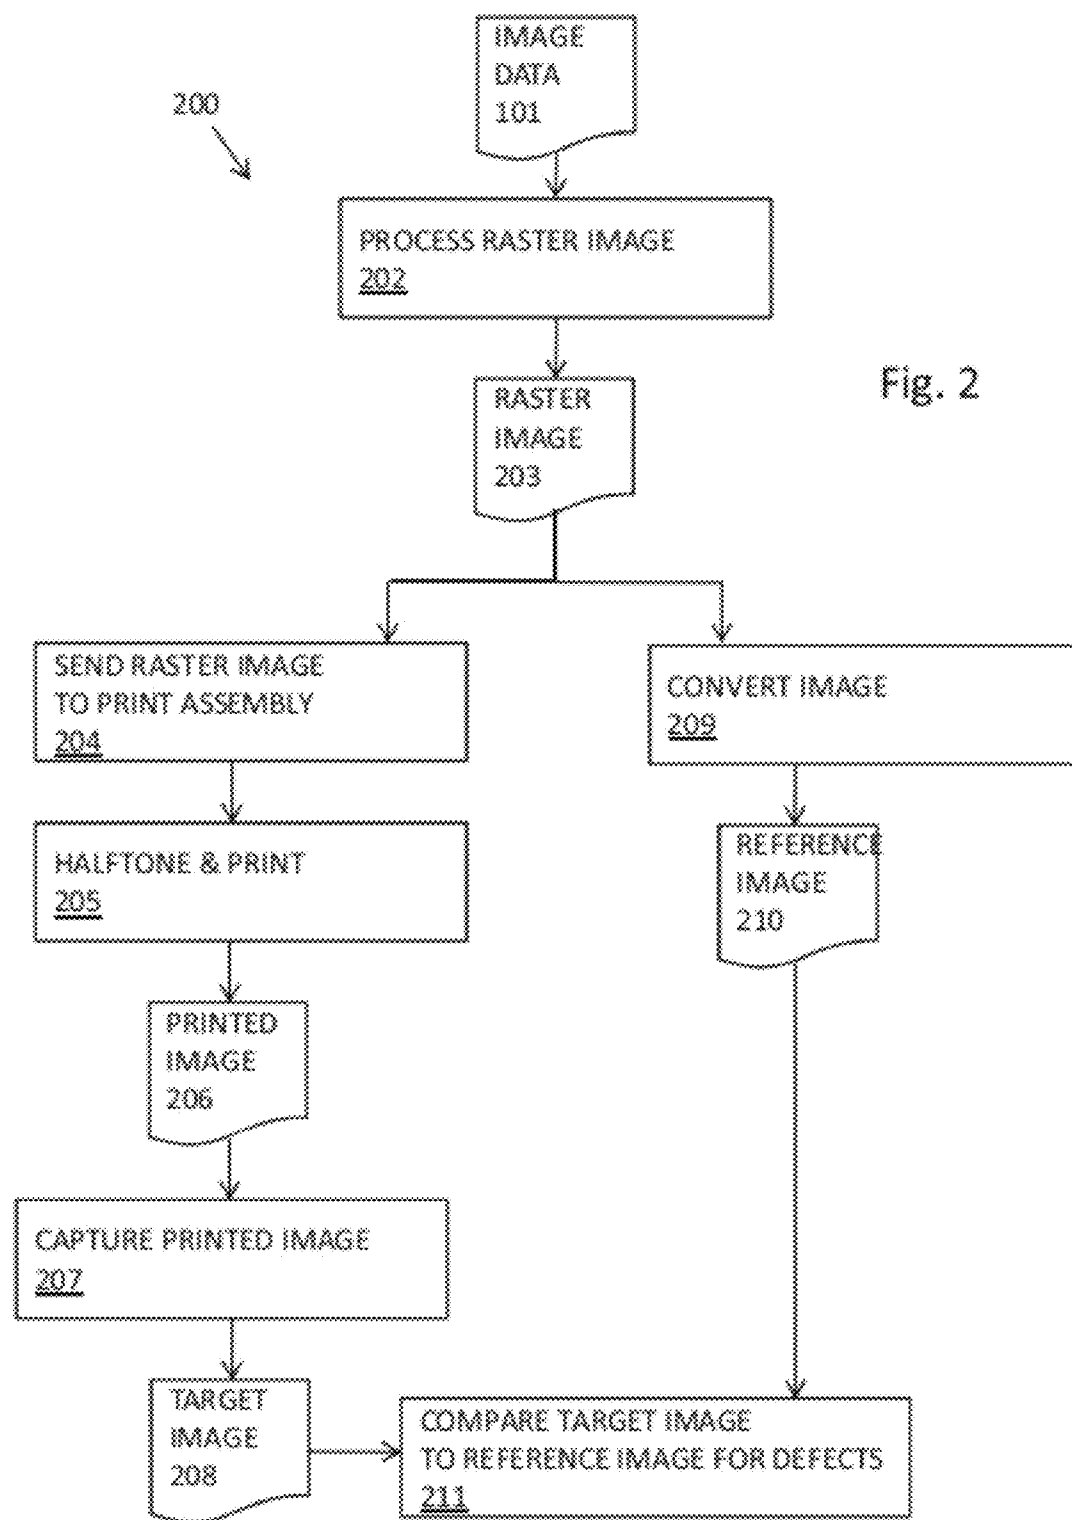 IMAGE
DATA
101
200
PROCESS RASTER IMAGE
202
Fig. 2
RASTER
IMAGE
203
SEND RASTER IMAGE
TO PRINT ASSEMBLY
204
CONVERT IMAGE
209
HALFTONE & PRINT
205
REFERENCE
IMAGE
210
PRINTED
IMAGE
206
CAPTURE PRINTED IMAGE
207
TARGET
IMAGE
208
COMPARE TARGET IMAGE
TO REFERENCE IMAGE FOR DEFECTS
211